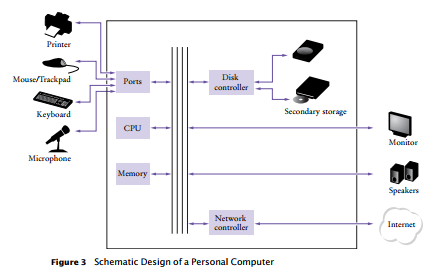 Printer
Mouse/Trackpad
Keyboard
Microphone
Ports
CPU
Memory
Disk
controller
Secondary storage
Network
controller
Monitor
Speakers
Internet
Figure 3 Schematic Design of a Personal Computer